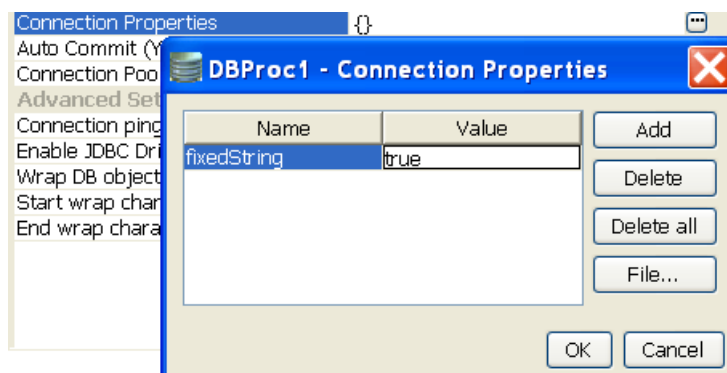 Connection Properties {}
Auto Commit (Y
Connection Poo
DBProc1 - Connection Properties
Advanced Set
Connection ping
Enable JDBC Dri
Wrap DB object
Start wrap char
End wrap chara
Name Value
fixedString true
Add
Delete
Delete all
File...
OK Cancel